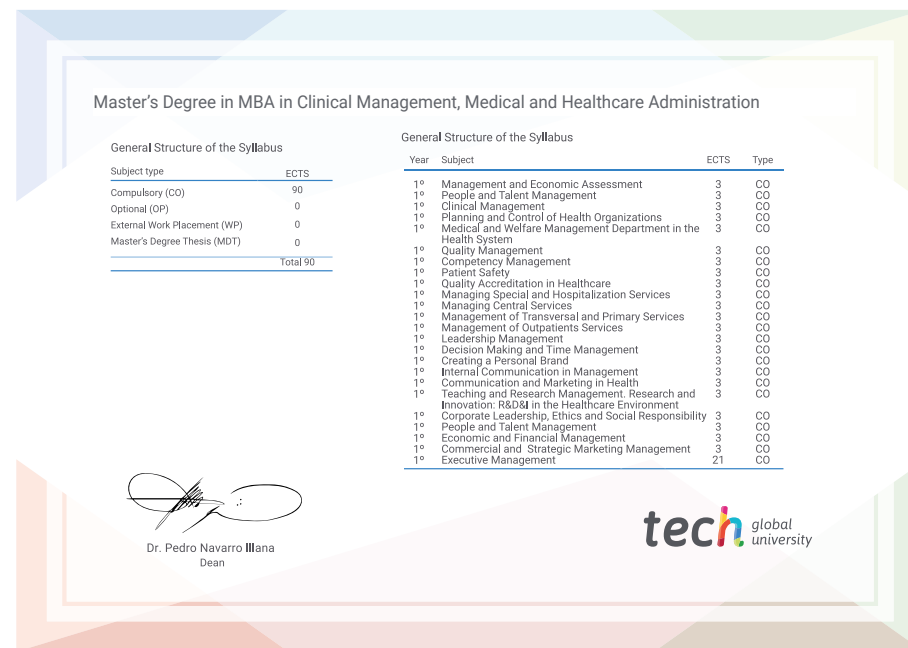 Master's Degree in MBA in Clinical Management, Medical and Healthcare Administration
General Structure of the Syllabus
Subject type ECTS
Compulsory (CO) 90
Optional (OP) 0
External Work Placement (WP) 0
Master's Degree Thesis (MDT) 0
Total 90
General Structure of the Syllabus
Year Subject ECTS Type
1º Management and Economic Assessment 3 CO
1º People and Talent Management 3 CO
1º Clinical Management 3 CO
1º Planning and Control of Health Organizations 3 CO
1º Medical and Welfare Management Department in the 3 CO
Health System
1º Quality Management 3 CO
1º Competency Management 3 CO
1º Patient Safety 3 CO
1º Quality Accreditation in Healthcare 3 CO
1º Managing Special and Hospitalization Services 3 CO
1º Managing Central Services 3 CO
1º Management of Transversal and Primary Services 3 CO
1º Management of Outpatients Services 3 CO
1º Leadership Management 3 CO
1º Decision Making and Time Management 3 CO
1º Creating a Personal Brand 3 CO
1º Internal Communication in Management 3 CO
1º Communication and Marketing in Health 3 CO
1º Teaching and Research Management. Research and 3 CO
Innovation: R&D&I in the Healthcare Environment
1º Corporate Leadership, Ethics and Social Responsibility 3 CO
1º People and Talent Management 3 CO
1º Economic and Financial Management 3 CO
1º Commercial and Strategic Marketing Management 3 CO
1º Executive Management 21 CO
Dr. Pedro Navarro Illana
Dean
tech global
university